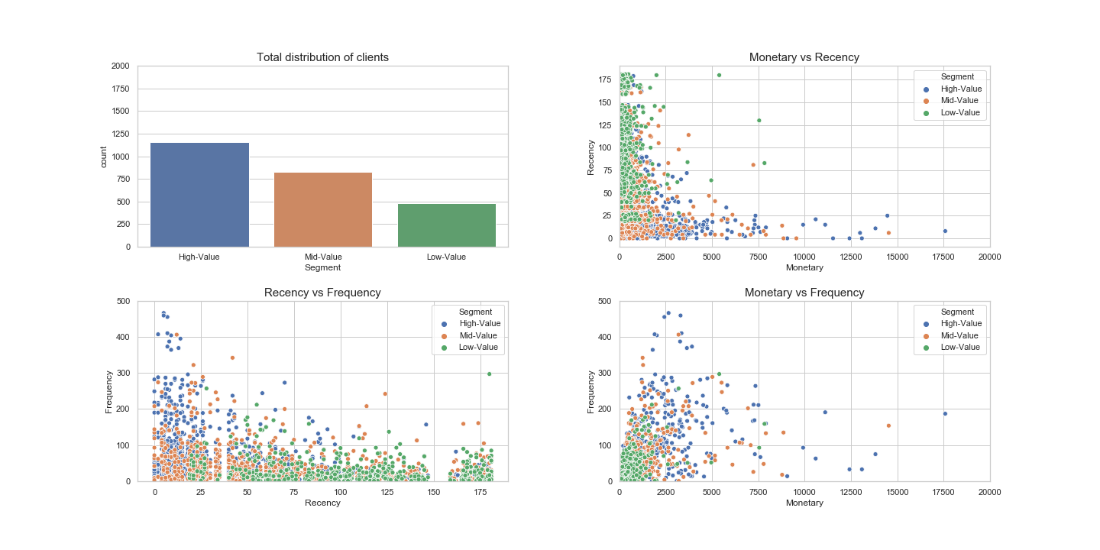 Total distribution of clients
2000
1750
1500
1250
1000
750
500
250
0
count
High-Value
Mid-Value
Low-Value
Segment
Monetary vs Recency
175
150
125
100
75
50
25
0
Recency
Segment
High-Value
Mid-Value
Low-Value
0
2500
5000
7500
10000
12500
15000
17500
20000
Monetary
Recency vs Frequency
500
400
300
200
100
0
Frequency
Segment
High-Value
Mid-Value
Low-Value
0
25
50
75
100
125
150
175
Recency
Monetary vs Frequency
500
400
300
200
100
0
Frequency
Segment
High-Value
Mid-Value
Low-Value
0
2500
5000
7500
10000
12500
15000
17500
20000
Monetary